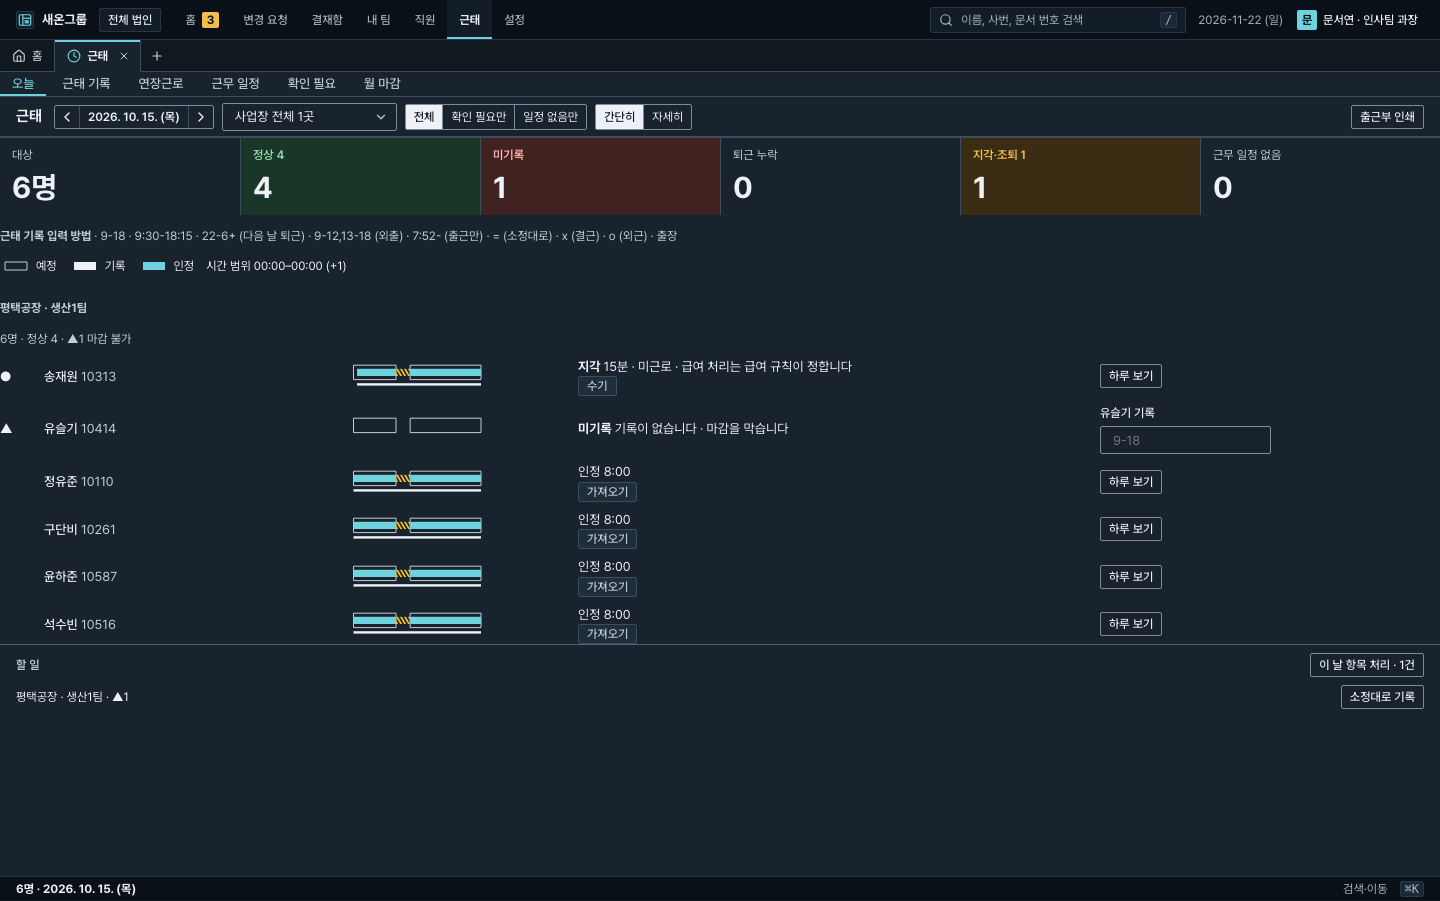 새온그룹 전체 법인 홈 3 변경 요청 결재함 내 팀 직원 근태 설정 이름, 사번, 문서 번호 검색 / 2026-11-22 (일) 문 문서연 · 인사팀 과장
홈 근태
오늘 근태 기록 연장근로 근무 일정 확인 필요 월 마감
근태 2026. 10. 15. (목) 사업장 전체 1곳 전체 확인 필요만 일정 없음만 간단히 자세히 출근부 인쇄
대상 정상 4 미기록 퇴근 누락 지각·조퇴 1 근무 일정 없음
6명 4 1 0 1 0
근태 기록 입력 방법 · 9-18 · 9:30-18:15 · 22-6+ (다음 날 퇴근) · 9-12,13-18 (외출) · 7:52- (출근만) · = (소정대로) · x (결근) · o (외근) · 출장
예정 기록 인정 시간 범위 00:00–00:00 (+1)
평택공장 · 생산1팀
6명 · 정상 4 · ▲1 마감 불가
● 송재원 10313 지각 15분 · 미근로 · 급여 처리는 급여 규칙이 정합니다 하루 보기
수기
유슬기 기록
▲ 유슬기 10414 미기록 기록이 없습니다 · 마감을 막습니다 9-18
정유준 10110 인정 8:00 하루 보기
가져오기
구단비 10261 인정 8:00 하루 보기
가져오기
윤하준 10587 인정 8:00 하루 보기
가져오기
석수빈 10516 인정 8:00 하루 보기
가져오기
할 일 이 날 항목 처리 · 1건
평택공장 · 생산1팀 · ▲1 소정대로 기록
6명 · 2026. 10. 15. (목) 검색·이동 ⌘K